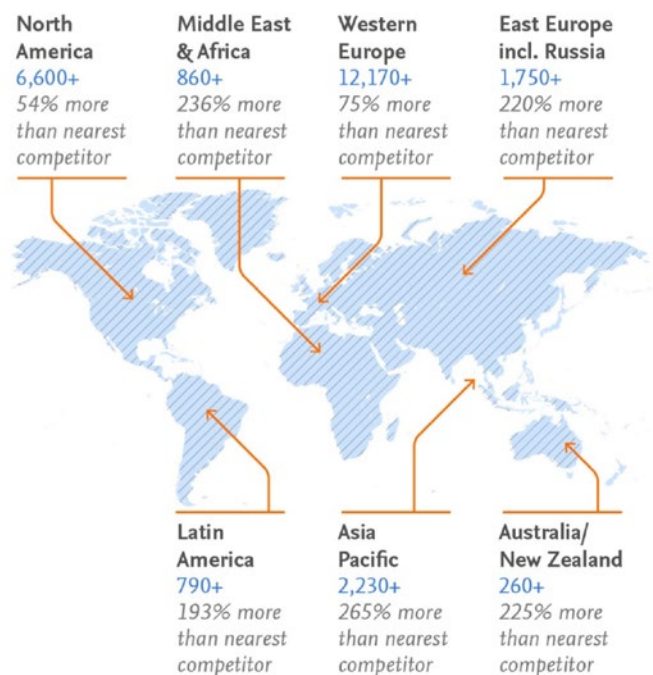 North
America
6,600+
54% more
than nearest
competitor
Middle East
& Africa
860+
236% more
than nearest
competitor
Western
Europe
12,170+
75% more
than nearest
competitor
East Europe
incl. Russia
1,750+
220% more
than nearest
competitor
Latin
America
790+
193% more
than nearest
competitor
Asia
Pacific
2,230+
265% more
than nearest
competitor
Australia/
New Zealand
260+
225% more
than nearest
competitor